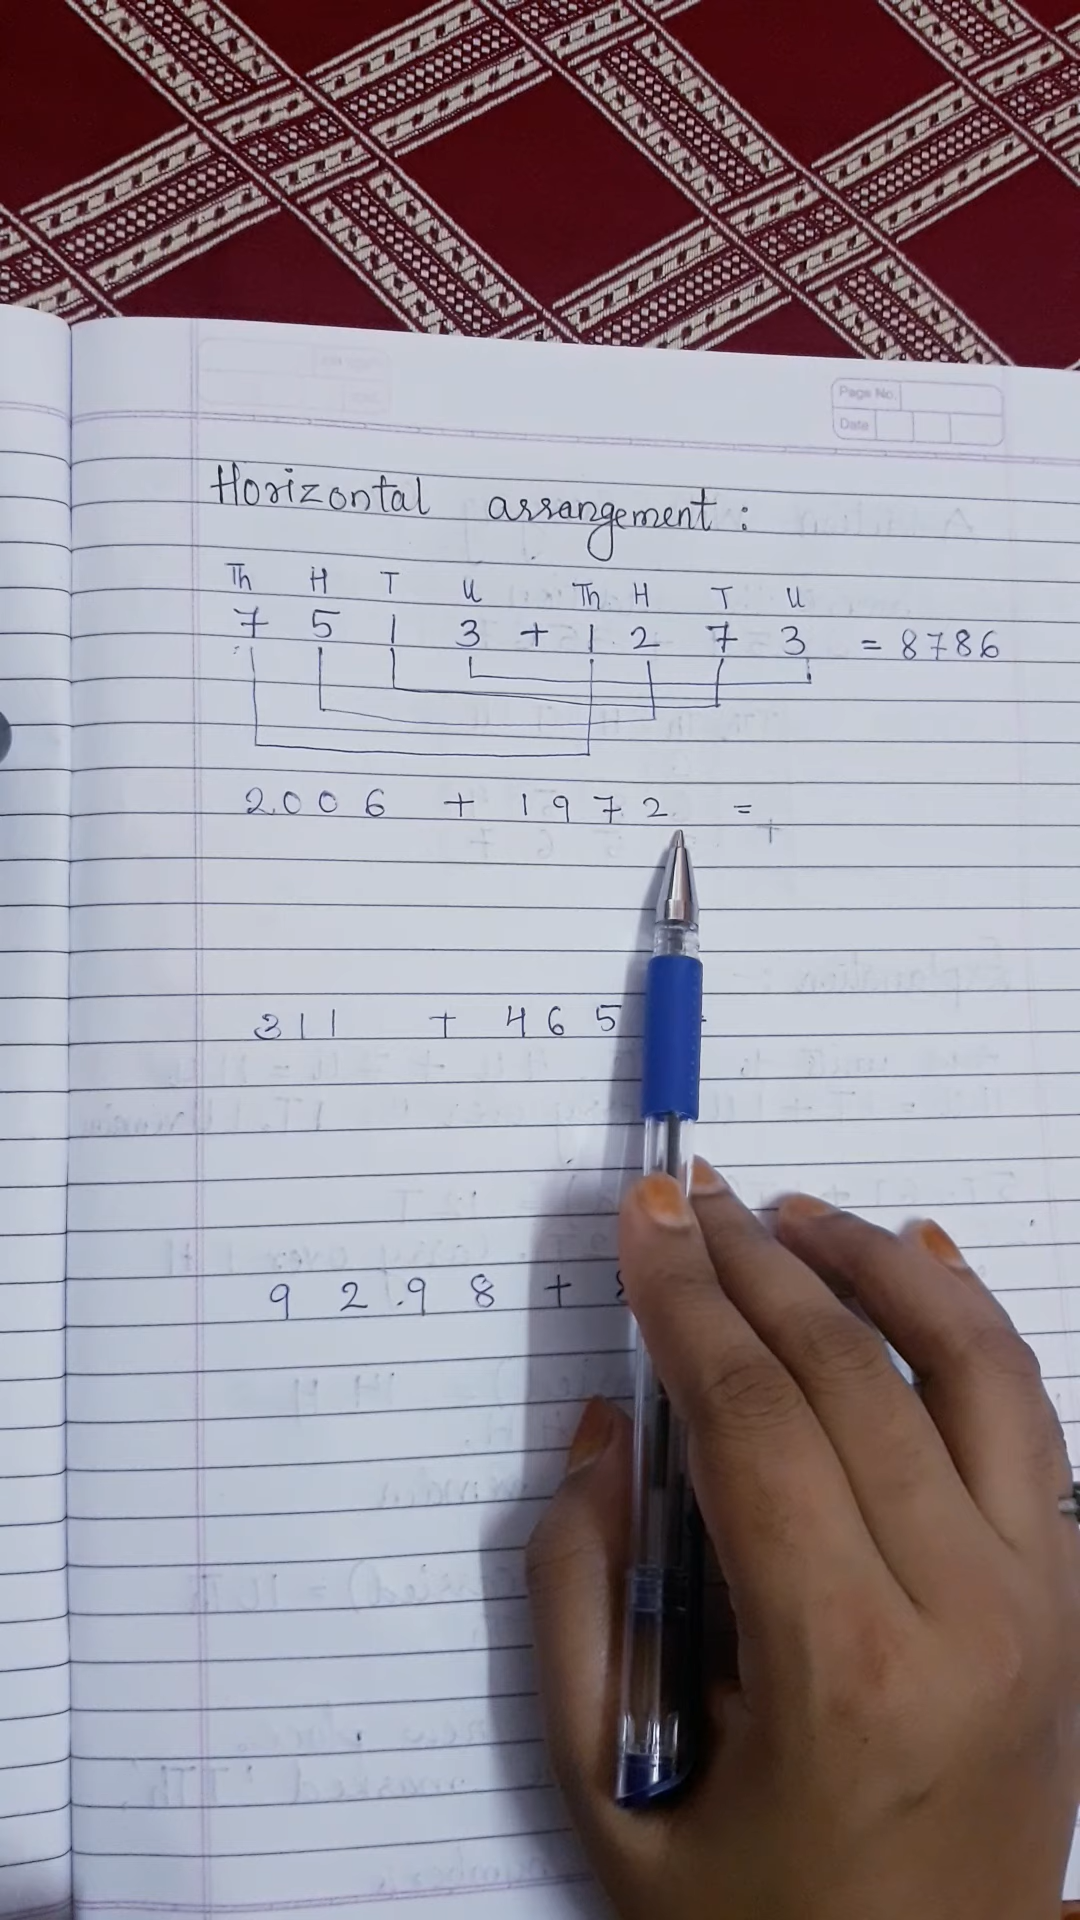 Page No.
Date
Horizontal arrangement :
Th H T U Th H T U
7 5 1 3 + 1 2 7 3 = 8786
2006 + 1972 =
311 + 465
9298 +